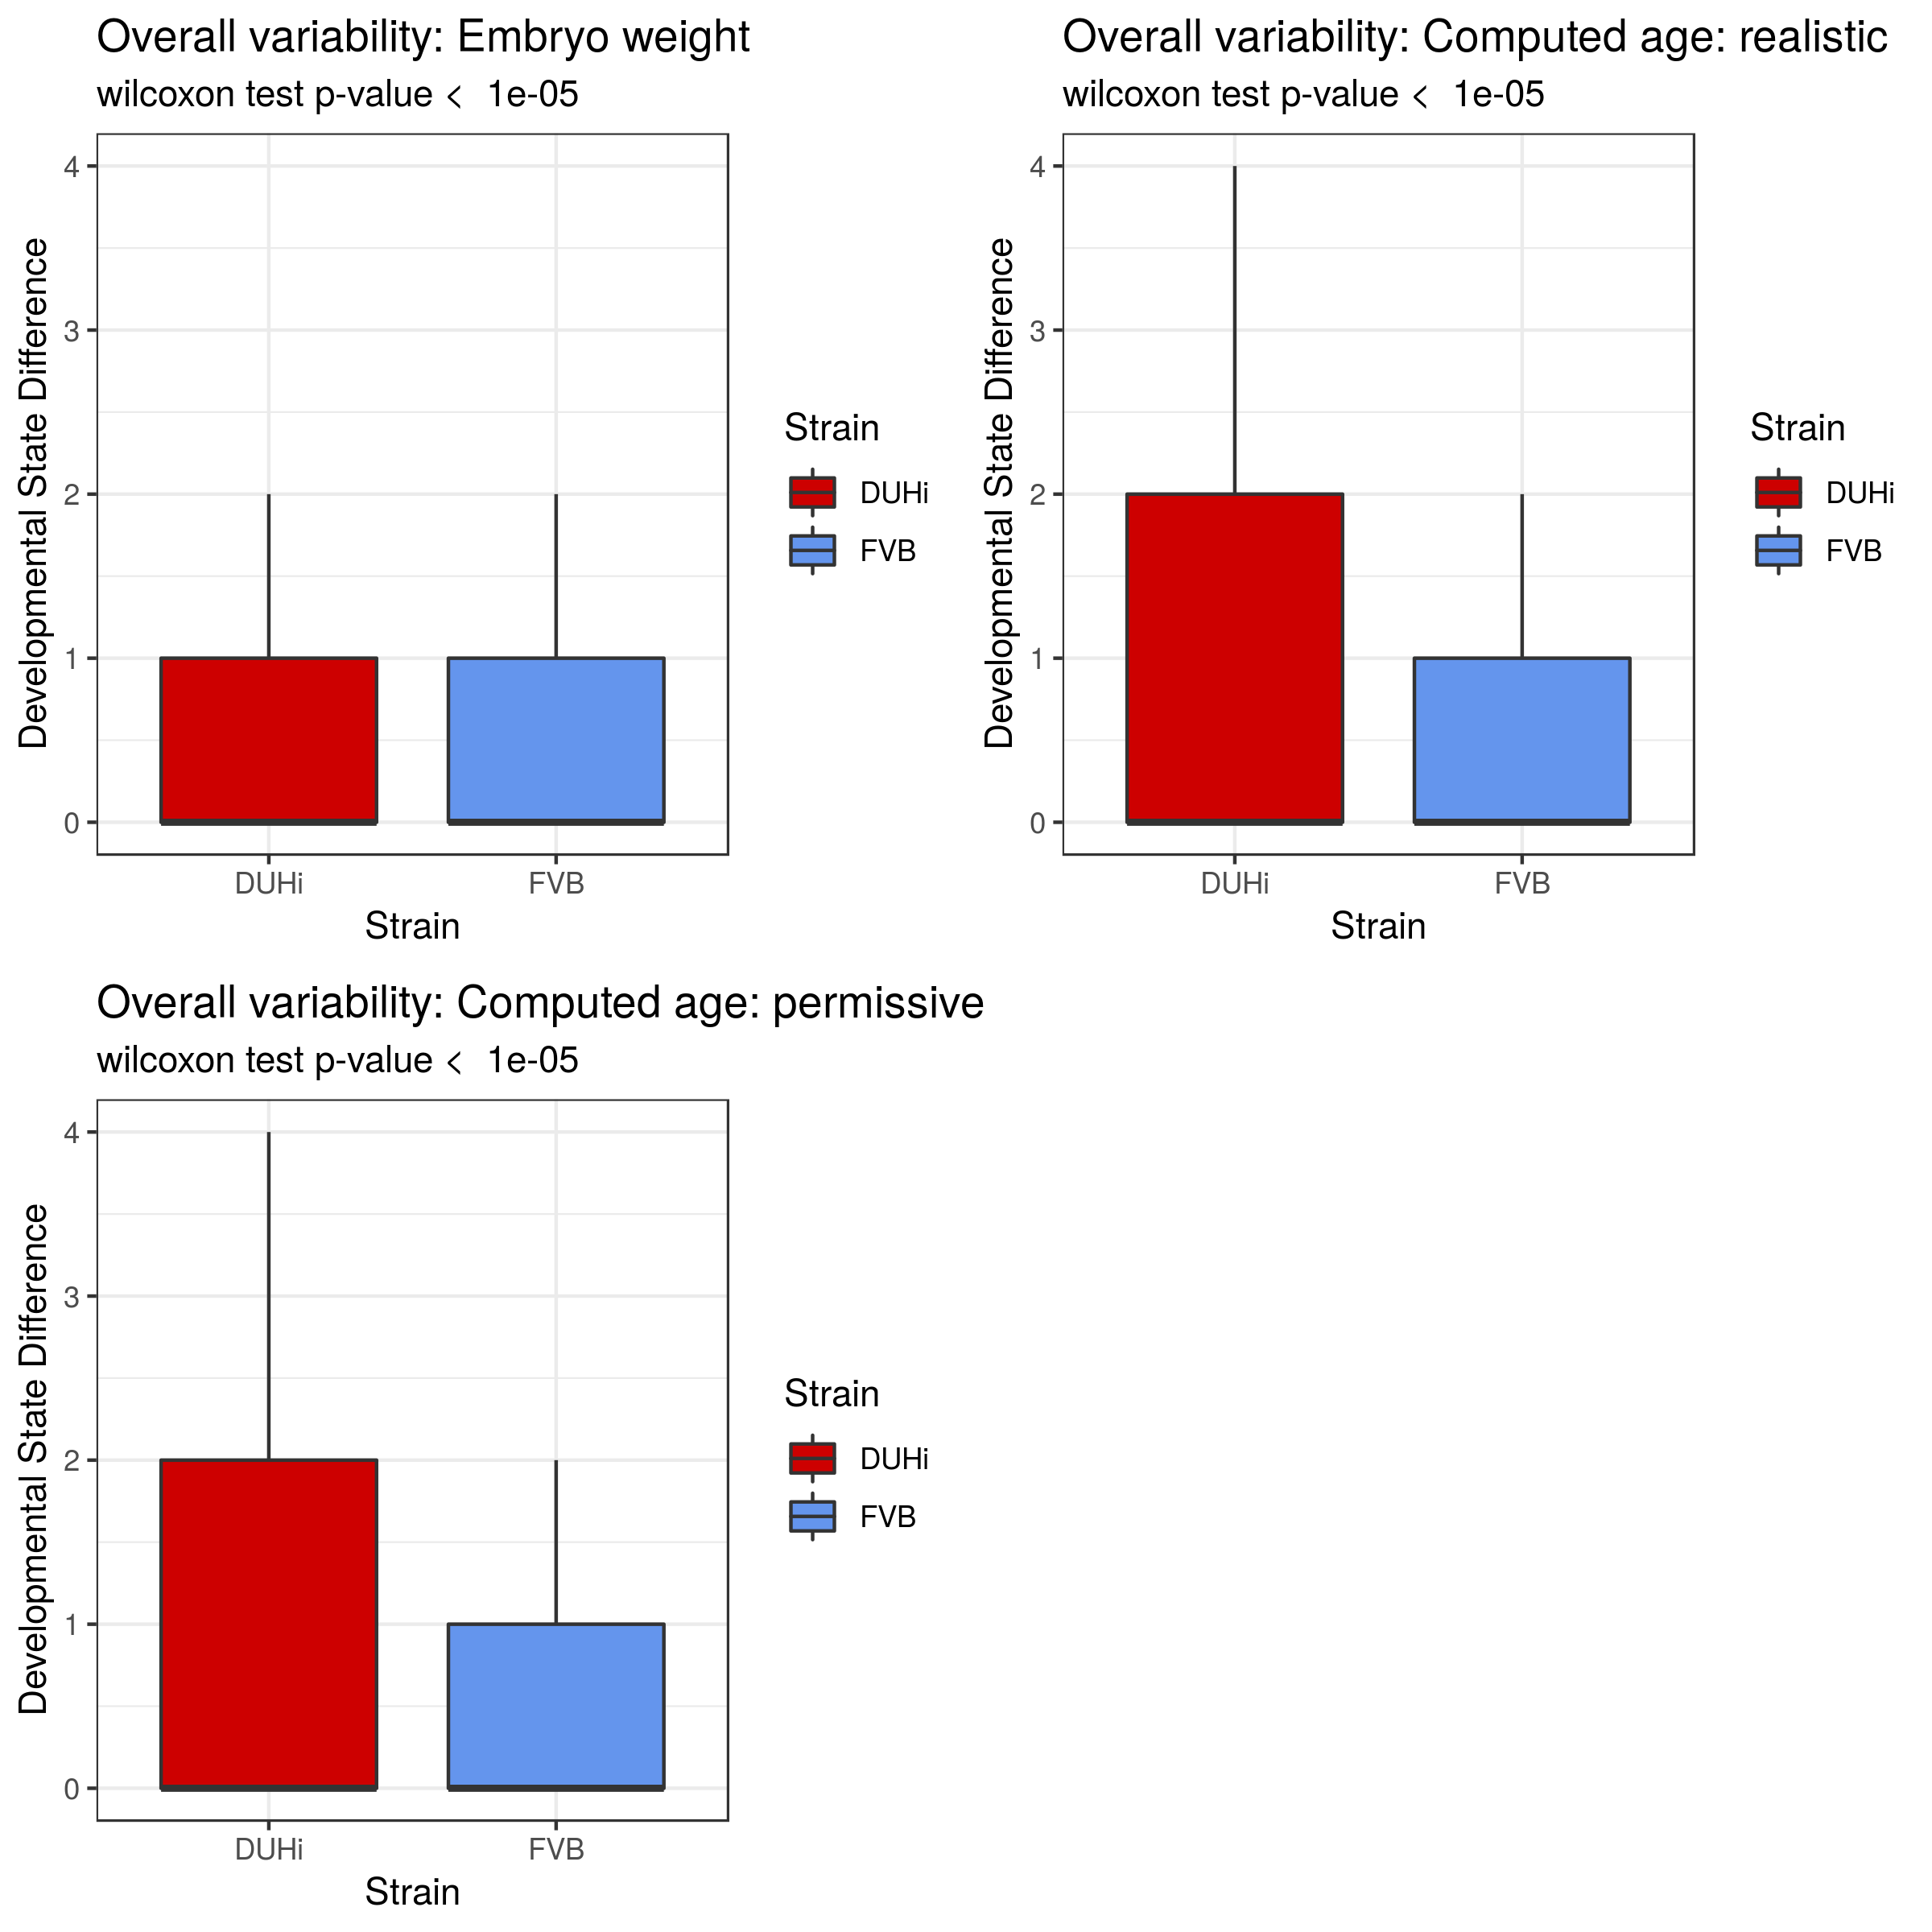 Overall variability: Embryo weight
wilcoxon test p-value <  1e-05
4
3
2
1
0
Developmental State Difference
DUHi
FVB
Strain
Strain
DUHi
FVB
Overall variability: Computed age: realistic
wilcoxon test p-value <  1e-05
4
3
2
1
0
Developmental State Difference
DUHi
FVB
Strain
Strain
DUHi
FVB
Overall variability: Computed age: permissive
wilcoxon test p-value <  1e-05
4
3
2
1
0
Developmental State Difference
DUHi
FVB
Strain
Strain
DUHi
FVB